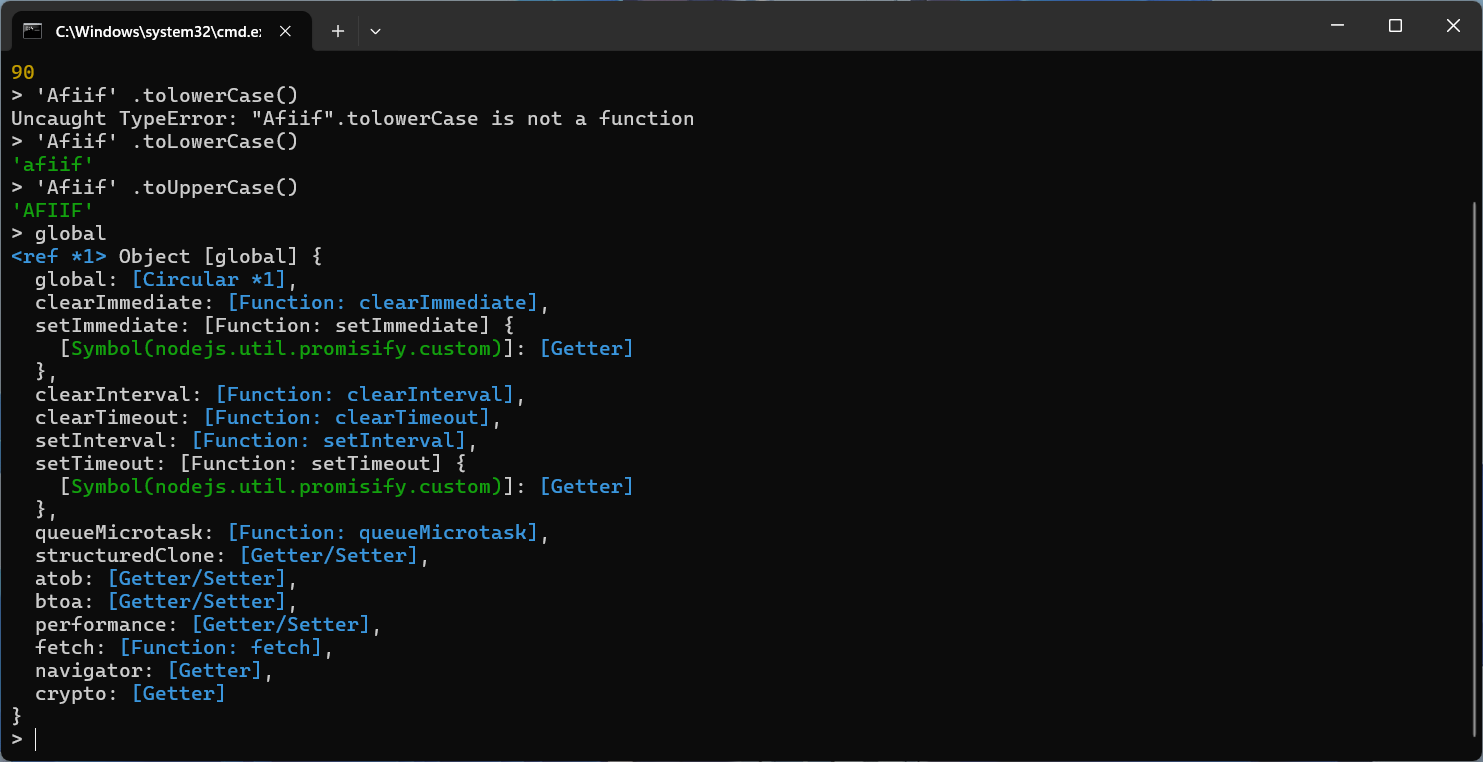 C:\Windows\system32\cmd.e
90
> 'Afiif' .tolowerCase()
Uncaught TypeError: "Afiif".tolowerCase is not a function
> 'Afiif' .toLowerCase()
'afiif'
> 'Afiif' .toUpperCase()
'AFIIF'
> global
<ref *1> Object [global] {
  global: [Circular *1],
  clearImmediate: [Function: clearImmediate],
  setImmediate: [Function: setImmediate] {
    [Symbol(nodejs.util.promisify.custom)]: [Getter]
  },
  clearInterval: [Function: clearInterval],
  clearTimeout: [Function: clearTimeout],
  setInterval: [Function: setInterval],
  setTimeout: [Function: setTimeout] {
    [Symbol(nodejs.util.promisify.custom)]: [Getter]
  },
  queueMicrotask: [Function: queueMicrotask],
  structuredClone: [Getter/Setter],
  atob: [Getter/Setter],
  btoa: [Getter/Setter],
  performance: [Getter/Setter],
  fetch: [Function: fetch],
  navigator: [Getter],
  crypto: [Getter]
}
>